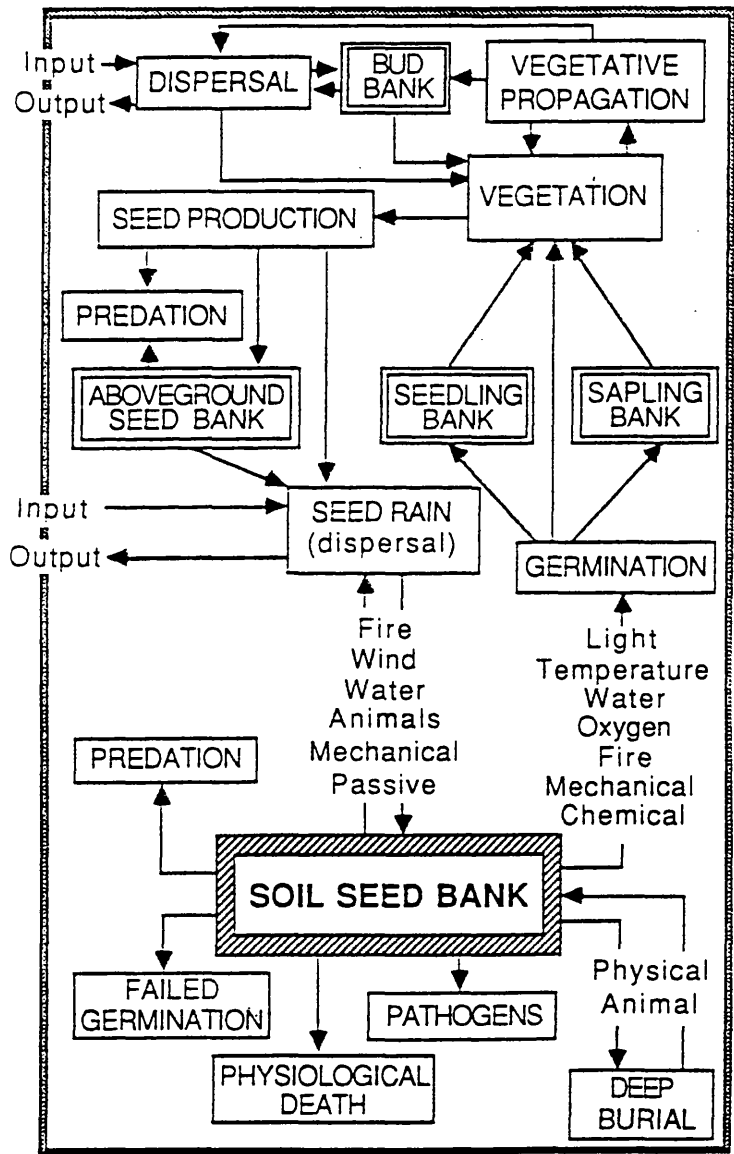 Input
Output
DISPERSAL
BUD
BANK
VEGETATIVE
PROPAGATION
VEGETATION
SEED PRODUCTION
PREDATION
ABOVEGROUND
SEED BANK
SEEDLING
BANK
SAPLING
BANK
Input
Output
SEED RAIN
(dispersal)
GERMINATION
Fire
Wind
Water
Animals
Mechanical
Passive
Light
Temperature
Water
Oxygen
Fire
Mechanical
Chemical
PREDATION
SOIL SEED BANK
FAILED
GERMINATION
PHYSIOLOGICAL
DEATH
PATHOGENS
Physical
Animal
DEEP
BURIAL